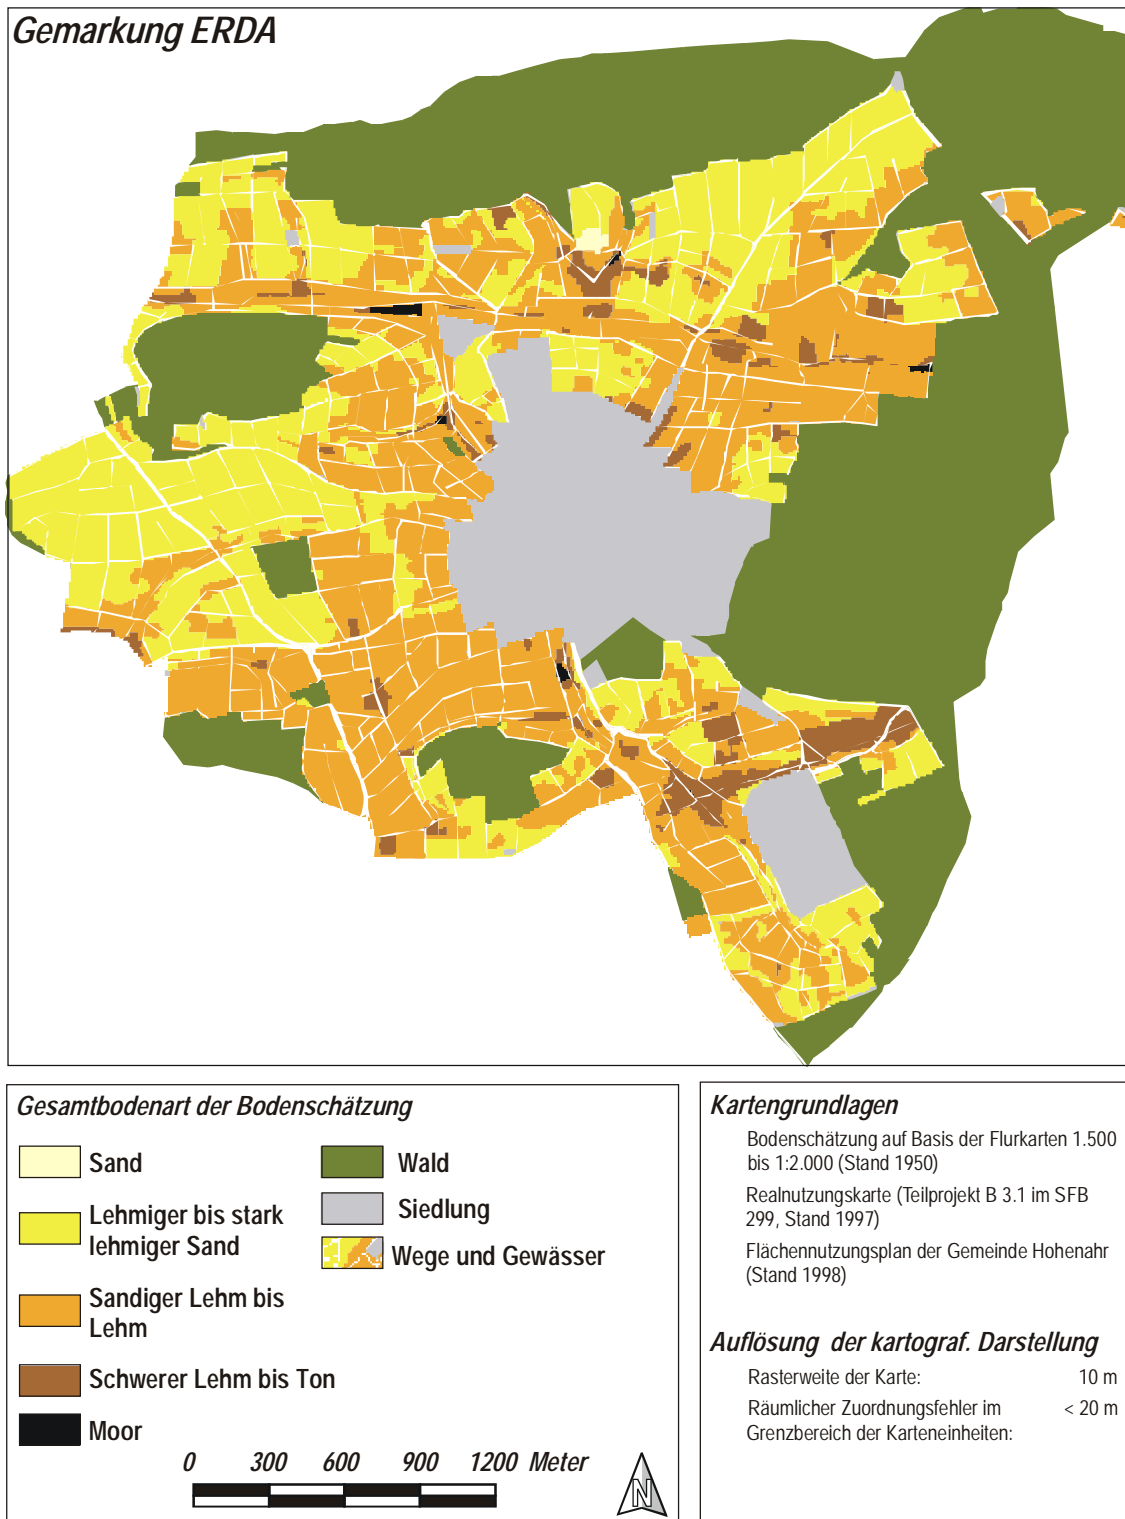 Gemarkung ERDA
Gesamtbodenart der Bodenschätzung
Sand
Lehmiger bis stark
lehmiger Sand
Sandiger Lehm bis
Lehm
Schwerer Lehm bis Ton
Moor
Wald
Siedlung
Wege und Gewässer
0 300 600 900 1200 Meter
N
Kartengrundlagen
Bodenschätzung auf Basis der Flurkarten 1.500
bis 1:2.000 (Stand 1950)
Realnutzungskarte (Teilprojekt B 3.1 im SFB
299, Stand 1997)
Flächennutzungsplan der Gemeinde Hohenahr
(Stand 1998)
Auflösung der kartograf. Darstellung
Rasterweite der Karte: 10 m
Räumlicher Zuordnungsfehler im < 20 m
Grenzbereich der Karteneinheiten: